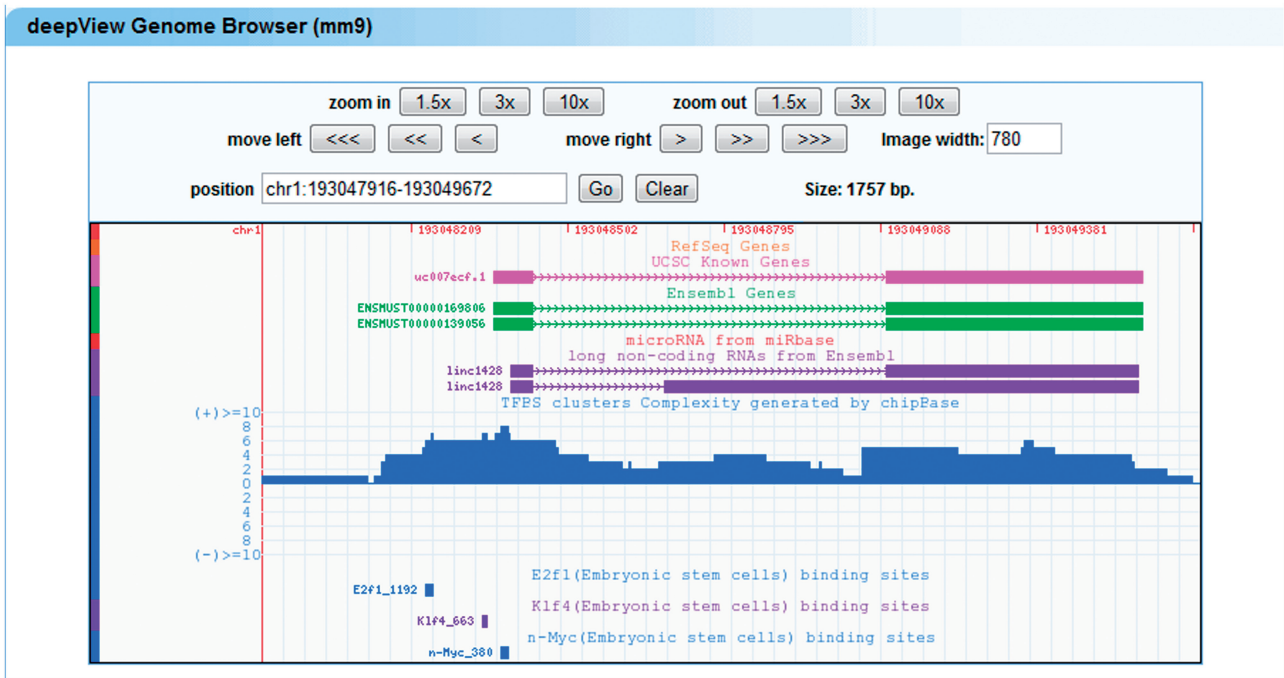 deepView Genome Browser (mm9)
zoom in 1.5x 3x 10x zoom out 1.5x 3x 10x
move left <<< << < move right > >> >>> Image width: 780
position chr1:193047916-193049672 Go Clear Size: 1757 bp.
chr1 193048209 193048502 193048795 193049088 193049381
RefSeq Genes
UCSC Known Genes
uc007ecf.1
Ensembl Genes
ENSMUST00000169806
ENSMUST00000139056
microRNA from miRbase
long non-coding RNAs from Ensembl
linc1428
linc1428
TFBS clusters Complexity generated by chipBase
(+)>=10
8
6
4
2
0
2
4
6
8
(-)>=10
E2f1(Embryonic stem cells) binding sites
E2f1_1192
Klf4(Embryonic stem cells) binding sites
Klf4_663
n-Myc(Embryonic stem cells) binding sites
n-Myc_380